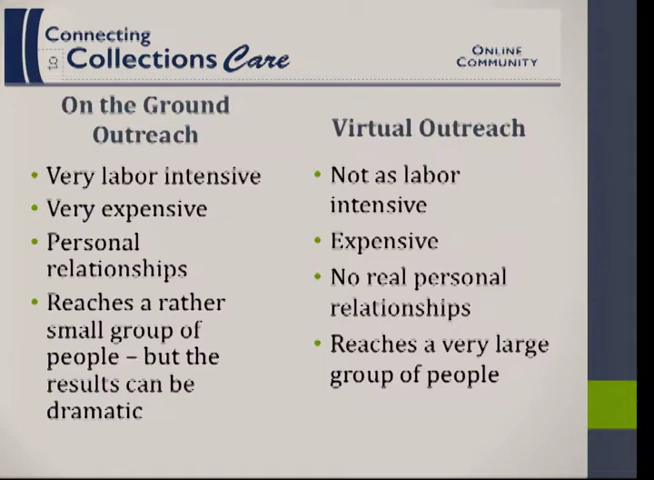 Connecting
to Collections Care
ONLINE
COMMUNITY
On the Ground
Outreach
• Very labor intensive
• Very expensive
• Personal
relationships
• Reaches a rather
small group of
people – but the
results can be
dramatic
Virtual Outreach
• Not as labor
intensive
• Expensive
• No real personal
relationships
• Reaches a very large
group of people